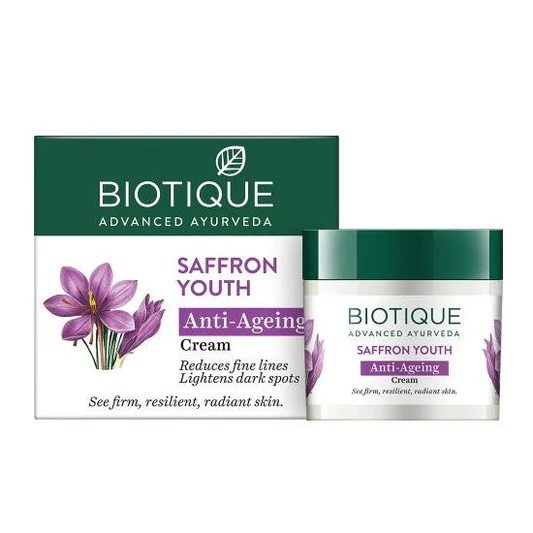 BIOTIQUE
ADVANCED AYURVEDA
SAFFRON
YOUTH
Anti-Ageing
Cream
Reduces fine lines
Lightens dark spots
See firm, resilient, radiant skin.
BIOTIQUE
ADVANCED AYURVEDA
SAFFRON YOUTH
Anti-Ageing
Cream
See firm, resilient, radiant skin.